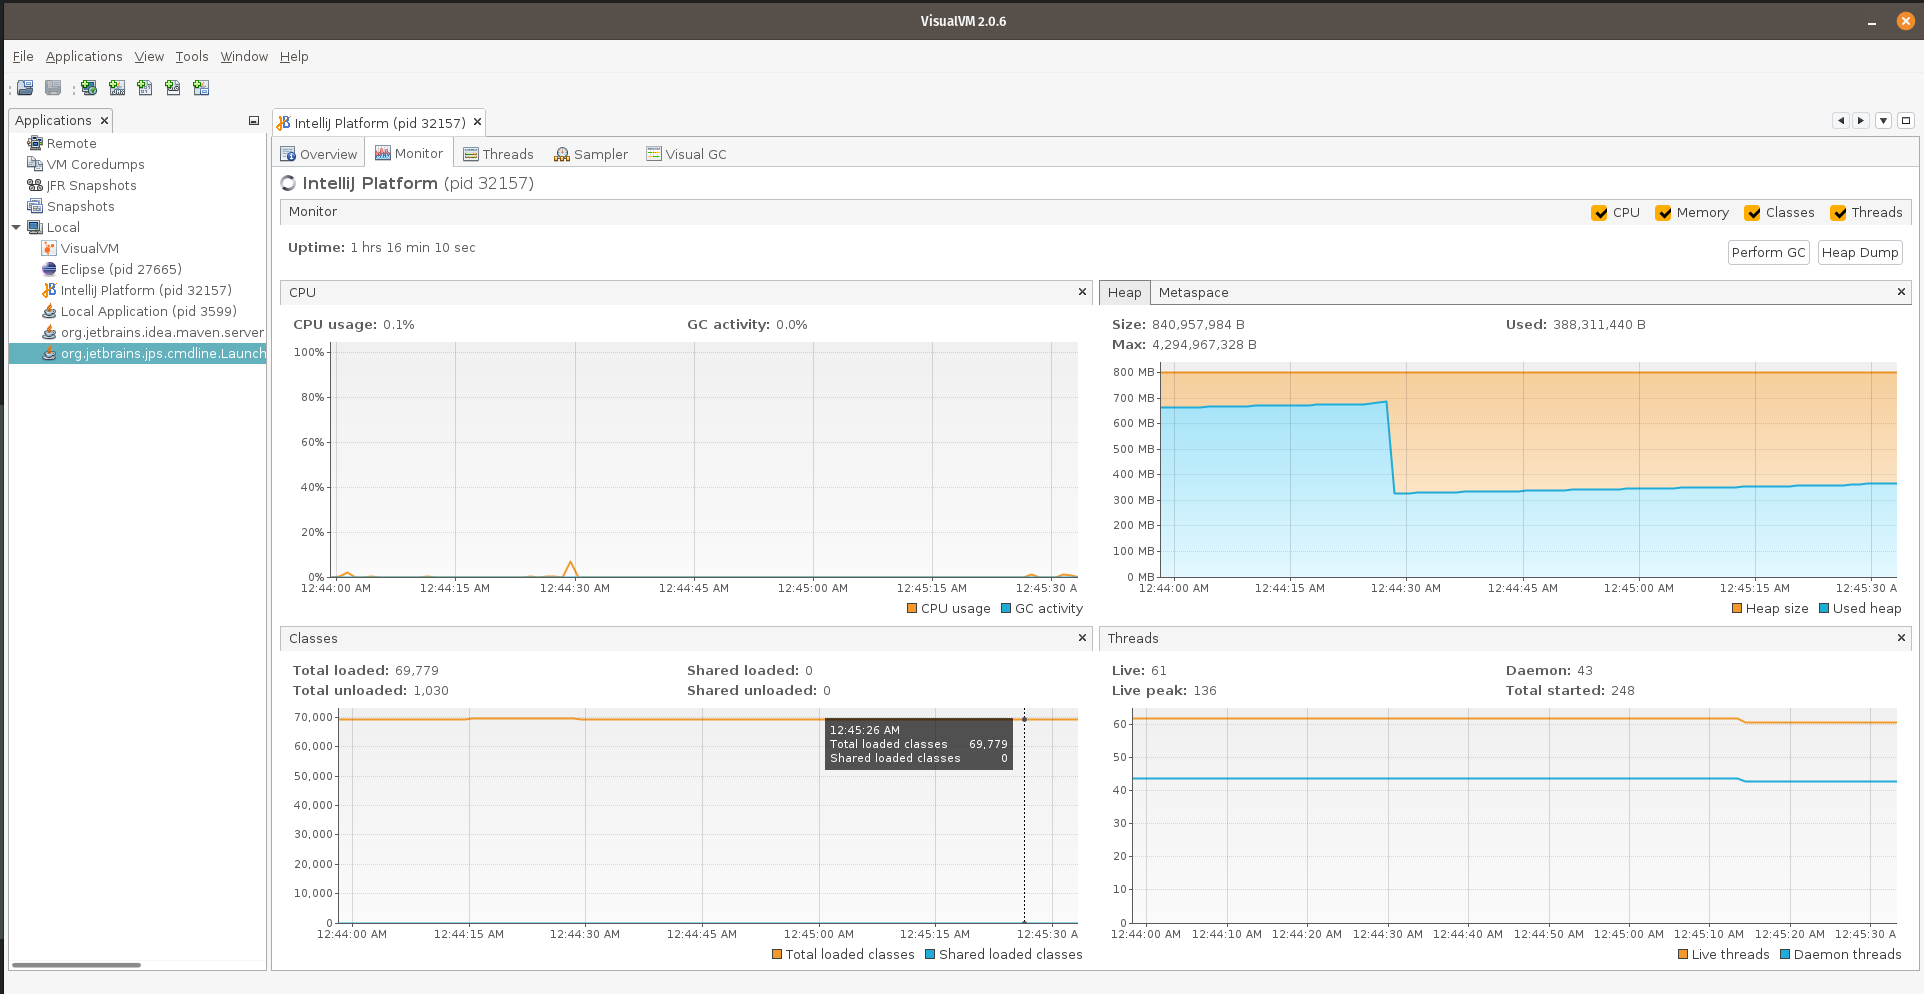 VisualVM 2.0.6
File Applications View Tools Window Help
Applications
IntelliJ Platform (pid 32157)
Remote
VM Coredumps
JFR Snapshots
Snapshots
Local
VisualVM
Eclipse (pid 27665)
IntelliJ Platform (pid 32157)
Local Application (pid 3599)
org.jetbrains.idea.maven.server
org.jetbrains.jps.cmdline.Launch
Overview Monitor Threads Sampler Visual GC
IntelliJ Platform (pid 32157)
Monitor
CPU Memory Classes Threads
Uptime: 1 hrs 16 min 10 sec
Perform GC Heap Dump
CPU
CPU usage: 0.1% GC activity: 0.0%
100%
80%
60%
40%
20%
0%
12:44:00 AM 12:44:15 AM 12:44:30 AM 12:44:45 AM 12:45:00 AM 12:45:15 AM 12:45:30 A
CPU usage GC activity
Heap Metaspace
Size: 840,957,984 B Used: 388,311,440 B
Max: 4,294,967,328 B
800 MB
700 MB
600 MB
500 MB
400 MB
300 MB
200 MB
100 MB
0 MB
12:44:00 AM 12:44:15 AM 12:44:30 AM 12:44:45 AM 12:45:00 AM 12:45:15 AM 12:45:30 A
Heap size Used heap
Classes
Total loaded: 69,779 Shared loaded: 0
Total unloaded: 1,030 Shared unloaded: 0
70,000
60,000
50,000
40,000
30,000
20,000
10,000
0
12:45:26 AM
Total loaded classes 69,779
Shared loaded classes 0
12:44:00 AM 12:44:15 AM 12:44:30 AM 12:44:45 AM 12:45:00 AM 12:45:15 AM 12:45:30 A
Total loaded classes Shared loaded classes
Threads
Live: 61 Daemon: 43
Live peak: 136 Total started: 248
60
50
40
30
20
10
0
12:44:00 AM 12:44:10 AM 12:44:20 AM 12:44:30 AM 12:44:40 AM 12:44:50 AM 12:45:00 AM 12:45:10 AM 12:45:20 AM 12:45:30 A
Live threads Daemon threads